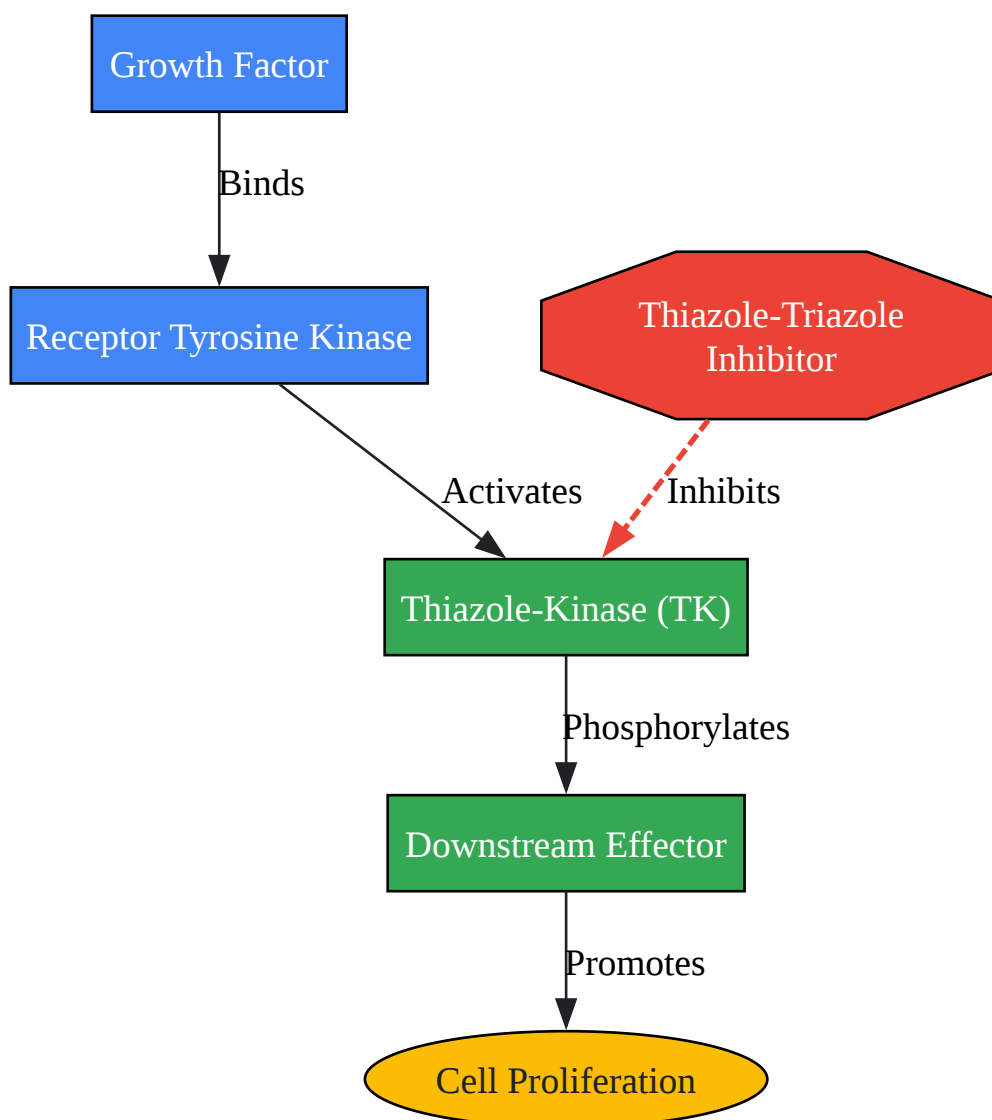 Growth Factor
Binds
Receptor Tyrosine Kinase
Thiazole-Triazole
Inhibitor
Activates
Inhibits
Thiazole-Kinase (TK)
Phosphorylates
Downstream Effector
Promotes
Cell Proliferation